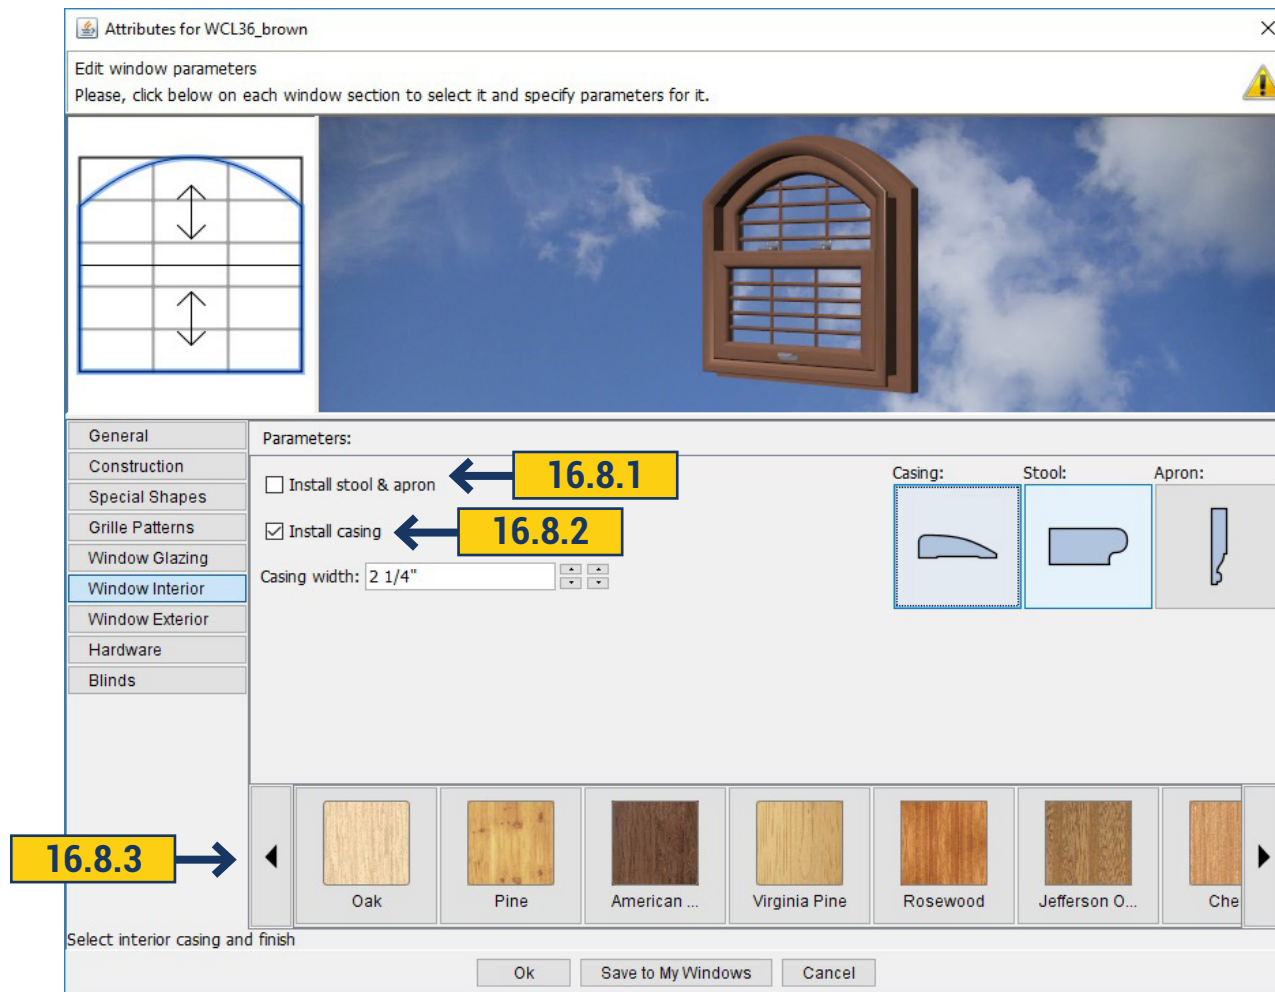 Attributes for WCL36_brown
Edit window parameters
Please, click below on each window section to select it and specify parameters for it.
General
Construction
Special Shapes
Grille Patterns
Window Glazing
Window Interior
Window Exterior
Hardware
Blinds
Parameters:
Install stool & apron
16.8.1
Install casing
16.8.2
Casing width: 2 1/4"
Casing: Stool: Apron:
16.8.3
Oak Pine American ... Virginia Pine Rosewood Jefferson O... Che
Select interior casing and finish
Ok Save to My Windows Cancel